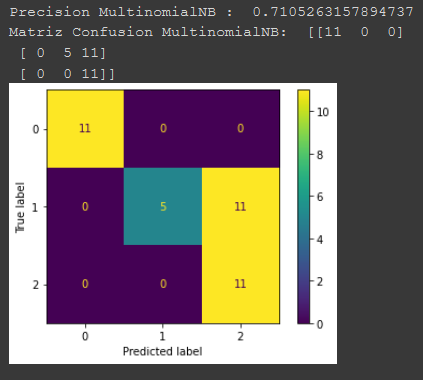 Precision MultinomialNB :  0.7105263157894737
Matriz Confusion MultinomialNB:  [[11  0  0]
 [ 0  5 11]
 [ 0  0 11]]
0 11 0 0 10
8
True label 1 0 5 11 6
4
2 0 0 11 2
0
0 1 2
Predicted label